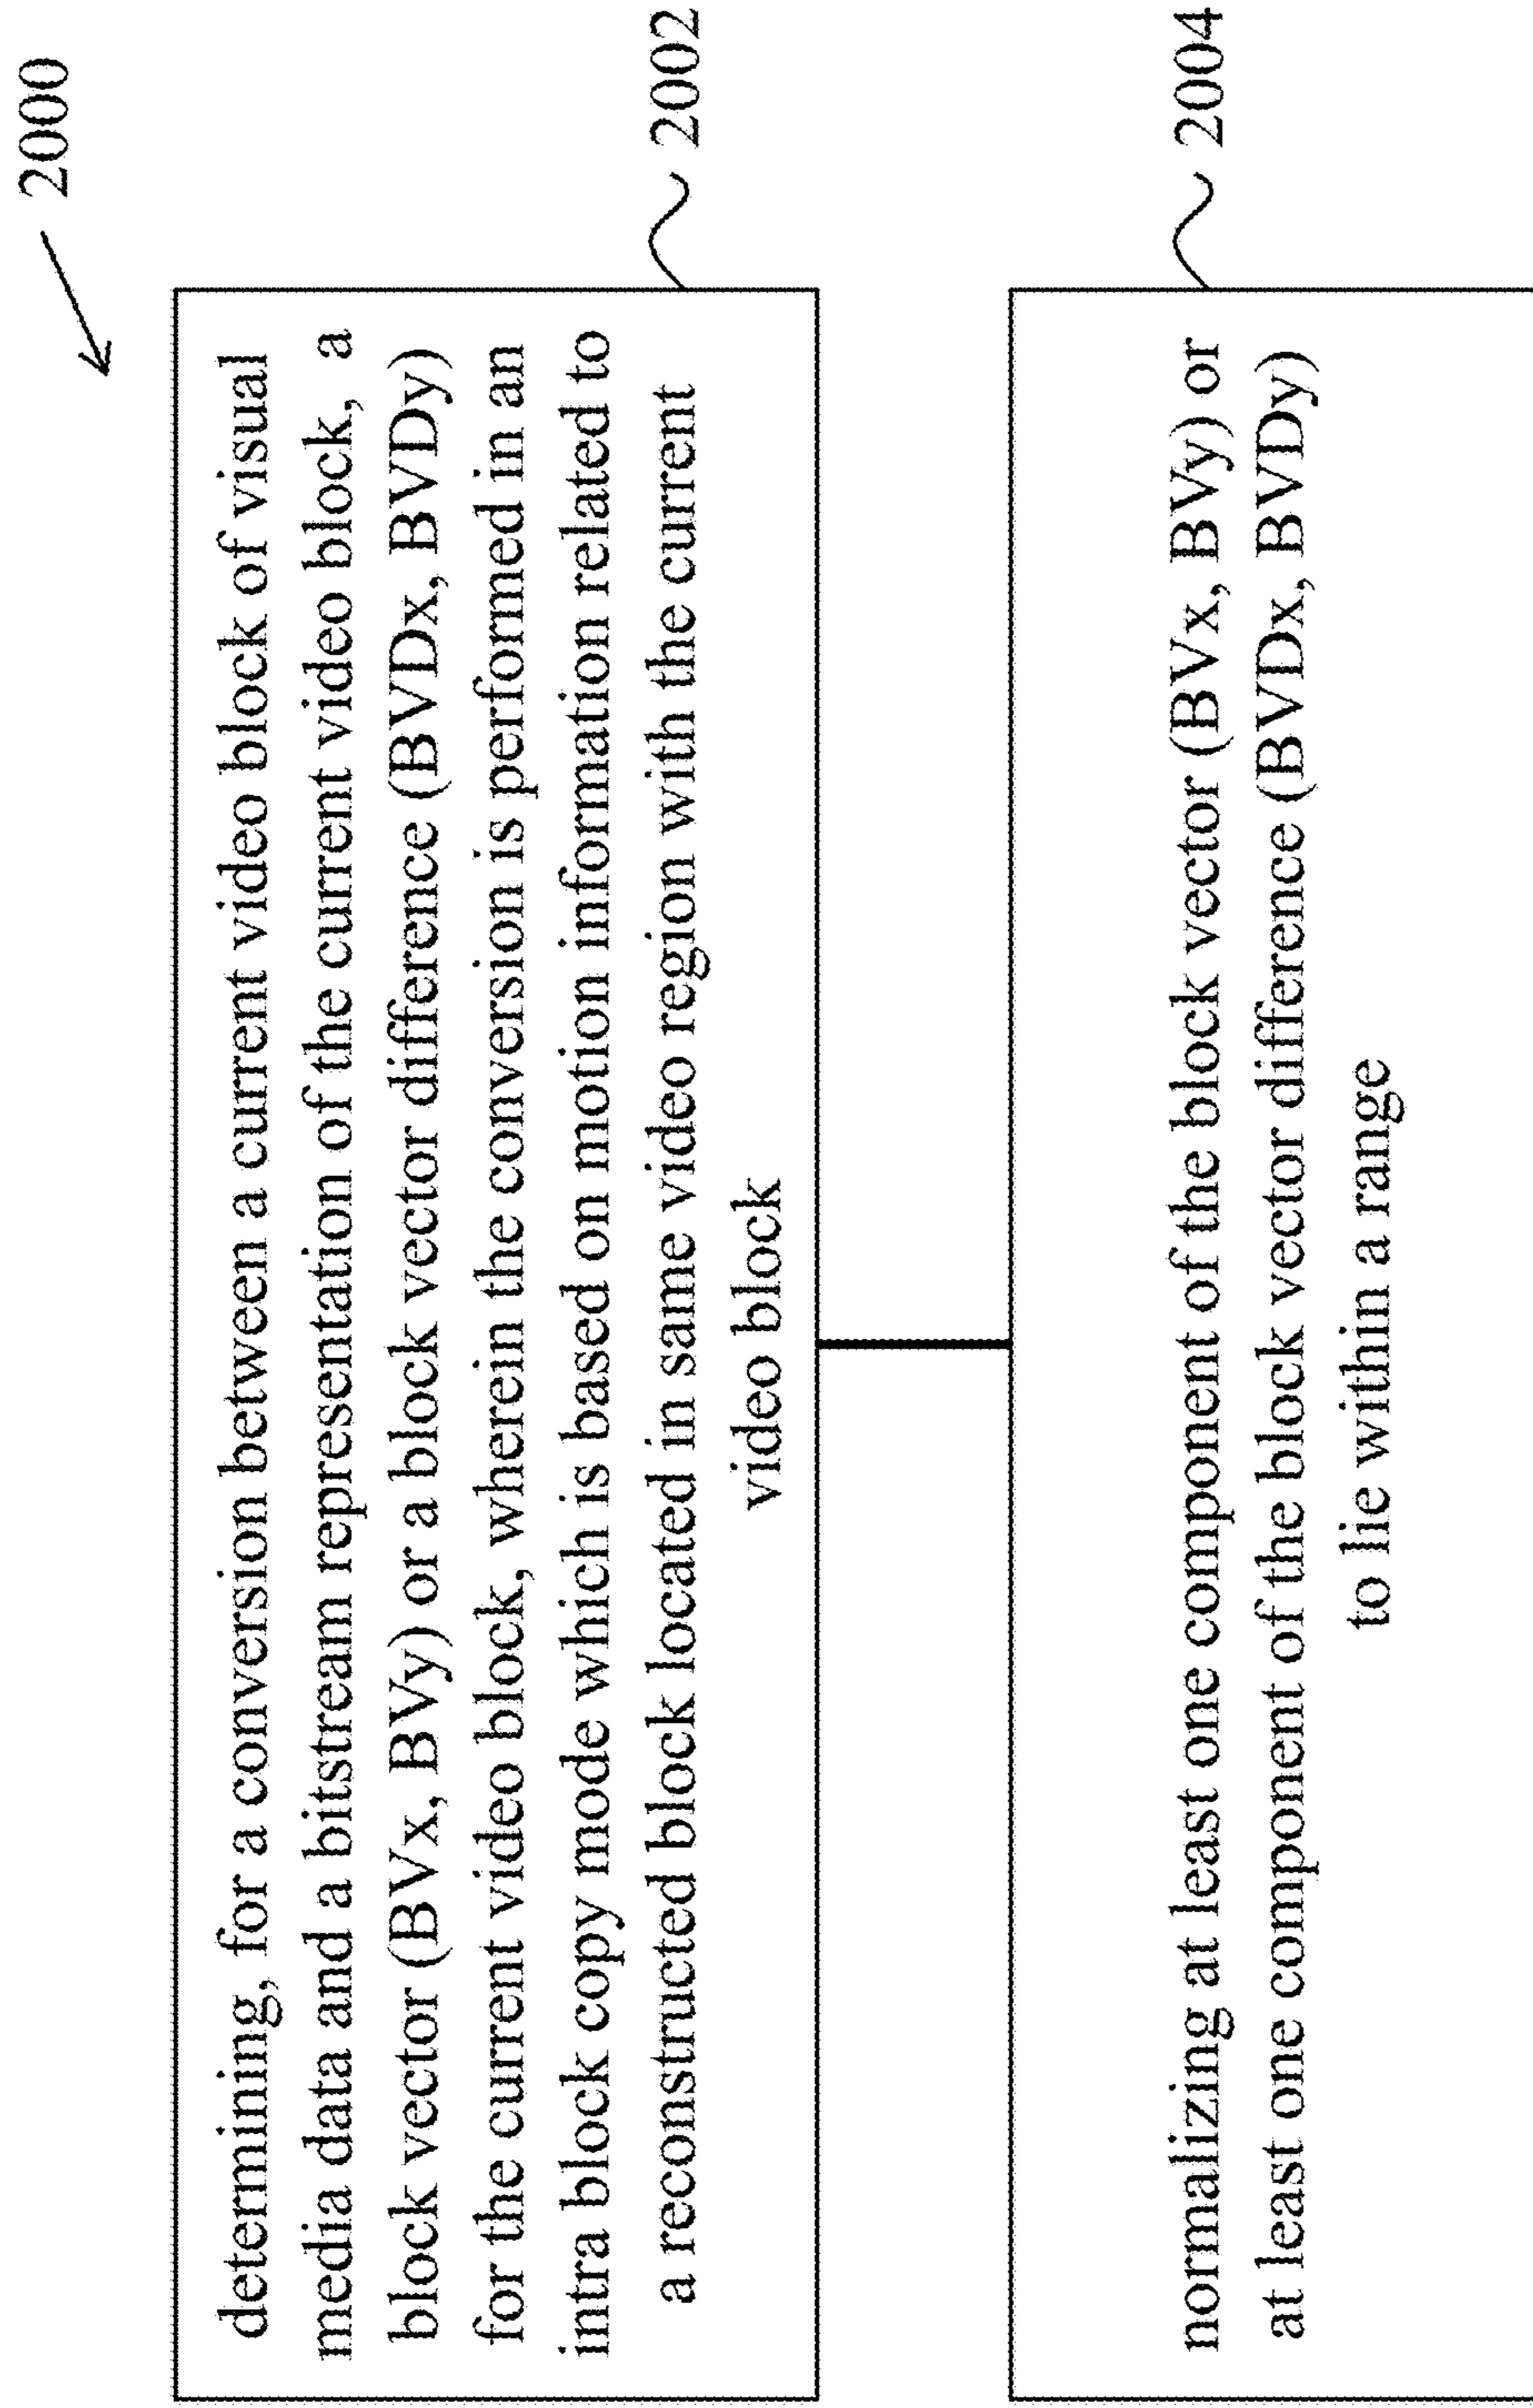 2000
determining, for a conversion between a current video block of visual
media data and a bitstream representation of the current video block, a
block vector (BVx, BVy) or a block vector difference (BVDx, BVDy)
for the current video block, wherein the conversion is performed in an
intra block copy mode which is based on motion information related to
a reconstructed block located in same video region with the current
video block
2002
normalizing at least one component of the block vector (BVx, BVy) or
at least one component of the block vector difference (BVDx, BVDy)
to lie within a range
2004